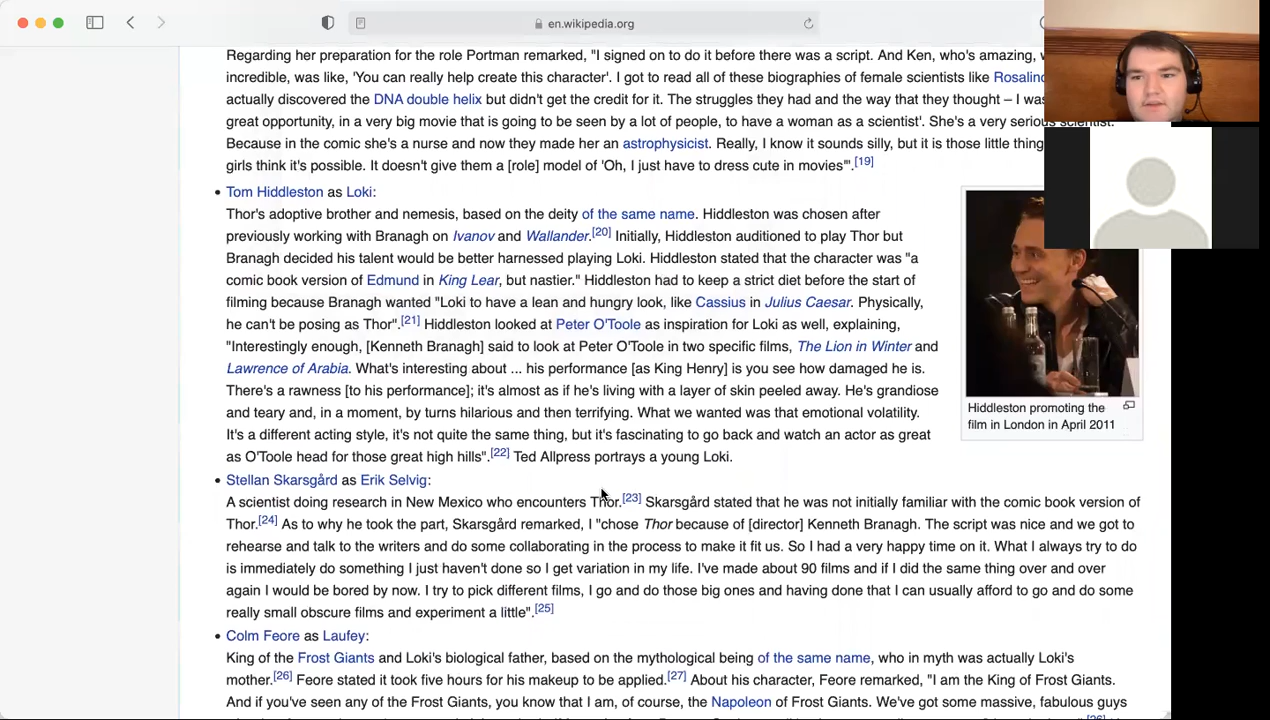 en.wikipedia.org
Regarding her preparation for the role Portman remarked, "I signed on to do it before there was a script. And Ken, who's amazing,
incredible, was like, 'You can really help create this character'. I got to read all of these biographies of female scientists like
actually discovered the DNA double helix but didn't get the credit for it. The struggles they had and the way that they thought – I was
great opportunity, in a very big movie that is going to be seen by a lot of people, to have a woman as a scientist'. She's a very serious scientist.
Because in the comic she's a nurse and now they made her an astrophysicist. Really, I know it sounds silly, but it is those little thing
girls think it's possible. It doesn't give them a [role] model of 'Oh, I just have to dress cute in movies'".[19]
• Tom Hiddleston as Loki:
Thor's adoptive brother and nemesis, based on the deity of the same name. Hiddleston was chosen after
previously working with Branagh on Ivanov and Wallander.[20] Initially, Hiddleston auditioned to play Thor but
Branagh decided his talent would be better harnessed playing Loki. Hiddleston stated that the character was "a
comic book version of Edmund in King Lear, but nastier." Hiddleston had to keep a strict diet before the start of
filming because Branagh wanted "Loki to have a lean and hungry look, like Cassius in Julius Caesar. Physically,
he can't be posing as Thor".[21] Hiddleston looked at Peter O'Toole as inspiration for Loki as well, explaining,
"Interestingly enough, [Kenneth Branagh] said to look at Peter O'Toole in two specific films, The Lion in Winter and
Lawrence of Arabia. What's interesting about ... his performance [as King Henry] is you see how damaged he is.
There's a rawness [to his performance]; it's almost as if he's living with a layer of skin peeled away. He's grandiose
and teary and, in a moment, by turns hilarious and then terrifying. What we wanted was that emotional volatility.
It's a different acting style, it's not quite the same thing, but it's fascinating to go back and watch an actor as great
as O'Toole head for those great high hills".[22] Ted Allpress portrays a young Loki.
Hiddleston promoting the
film in London in April 2011
• Stellan Skarsgård as Erik Selvig:
A scientist doing research in New Mexico who encounters Thor.[23] Skarsgård stated that he was not initially familiar with the comic book version of
Thor.[24] As to why he took the part, Skarsgård remarked, I "chose Thor because of [director] Kenneth Branagh. The script was nice and we got to
rehearse and talk to the writers and do some collaborating in the process to make it fit us. So I had a very happy time on it. What I always try to do
is immediately do something I just haven't done so I get variation in my life. I've made about 90 films and if I did the same thing over and over
again I would be bored by now. I try to pick different films, I go and do those big ones and having done that I can usually afford to go and do some
really small obscure films and experiment a little".[25]
• Colm Feore as Laufey:
King of the Frost Giants and Loki's biological father, based on the mythological being of the same name, who in myth was actually Loki's
mother.[26] Feore stated it took five hours for his makeup to be applied.[27] About his character, Feore remarked, "I am the King of Frost Giants.
And if you've seen any of the Frost Giants, you know that I am, of course, the Napoleon of Frost Giants. We've got some massive, fabulous guys